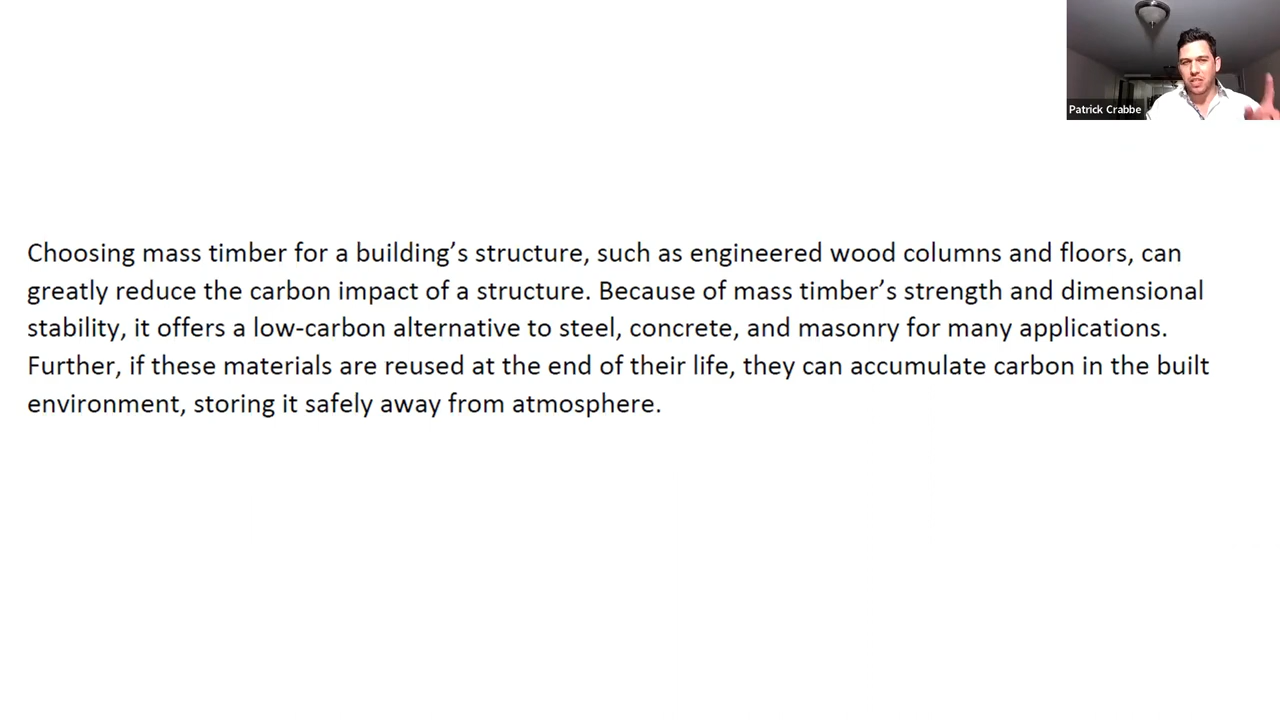 Patrick Crabbe
Choosing mass timber for a building’s structure, such as engineered wood columns and floors, can
greatly reduce the carbon impact of a structure. Because of mass timber’s strength and dimensional
stability, it offers a low-carbon alternative to steel, concrete, and masonry for many applications.
Further, if these materials are reused at the end of their life, they can accumulate carbon in the built
environment, storing it safely away from atmosphere.